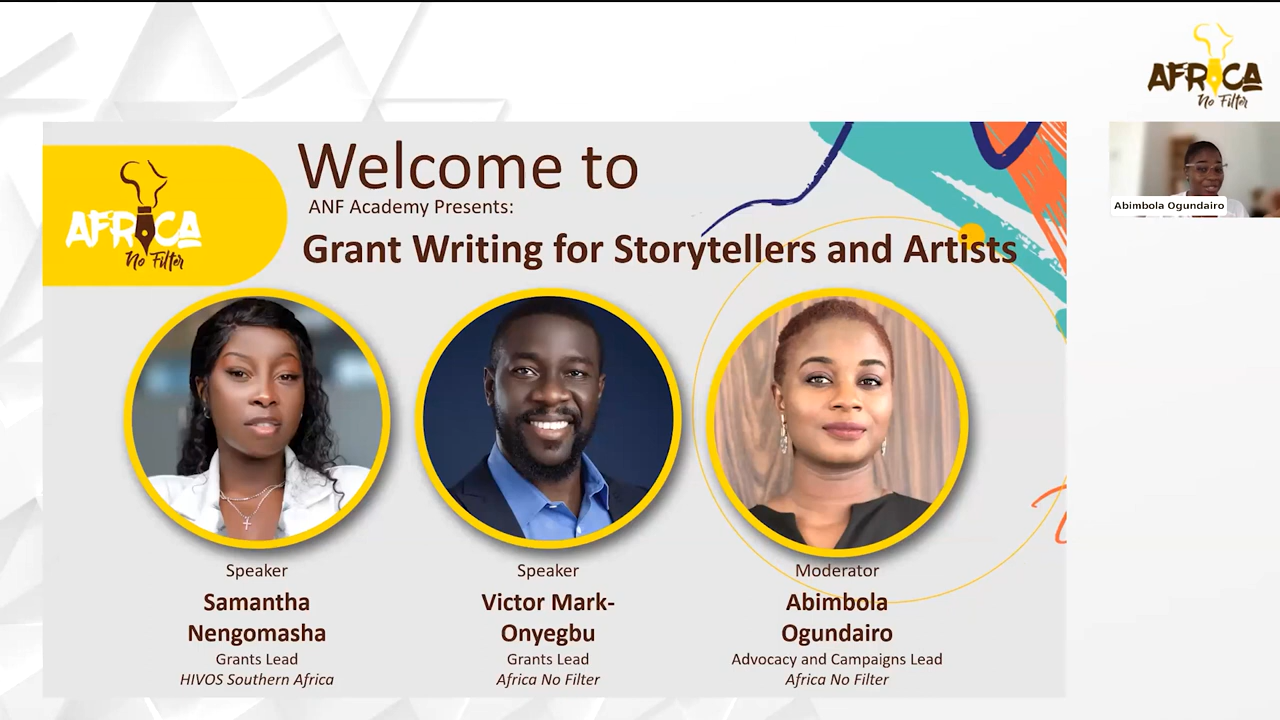 AFRICA
No Filter
Welcome to
ANF Academy Presents:
Grant Writing for Storytellers and Artists
AFRICA
No Filter
Abimbola Ogundairo
Speaker
Samantha
Nengomasha
Grants Lead
HIVOS Southern Africa
Speaker
Victor Mark-
Onyegbu
Grants Lead
Africa No Filter
Moderator
Abimbola
Ogundairo
Advocacy and Campaigns Lead
Africa No Filter